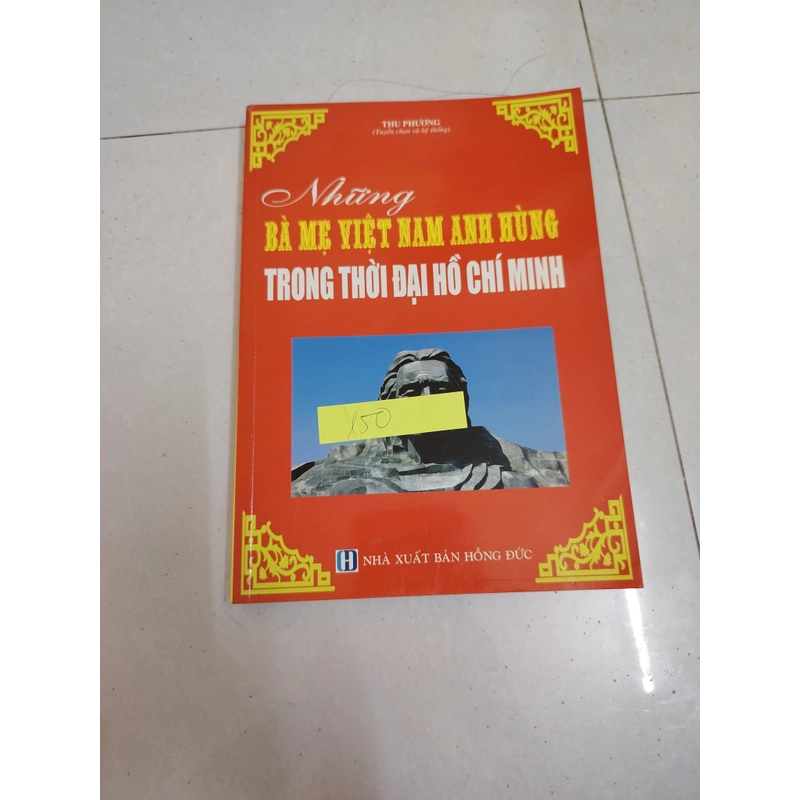 THU PHƯƠNG
(Tuyển chọn và hệ thống)
Những
BÀ MẸ VIỆT NAM ANH HÙNG
TRONG THỜI ĐẠI HỒ CHÍ MINH
150
H NHÀ XUẤT BẢN HỒNG ĐỨC